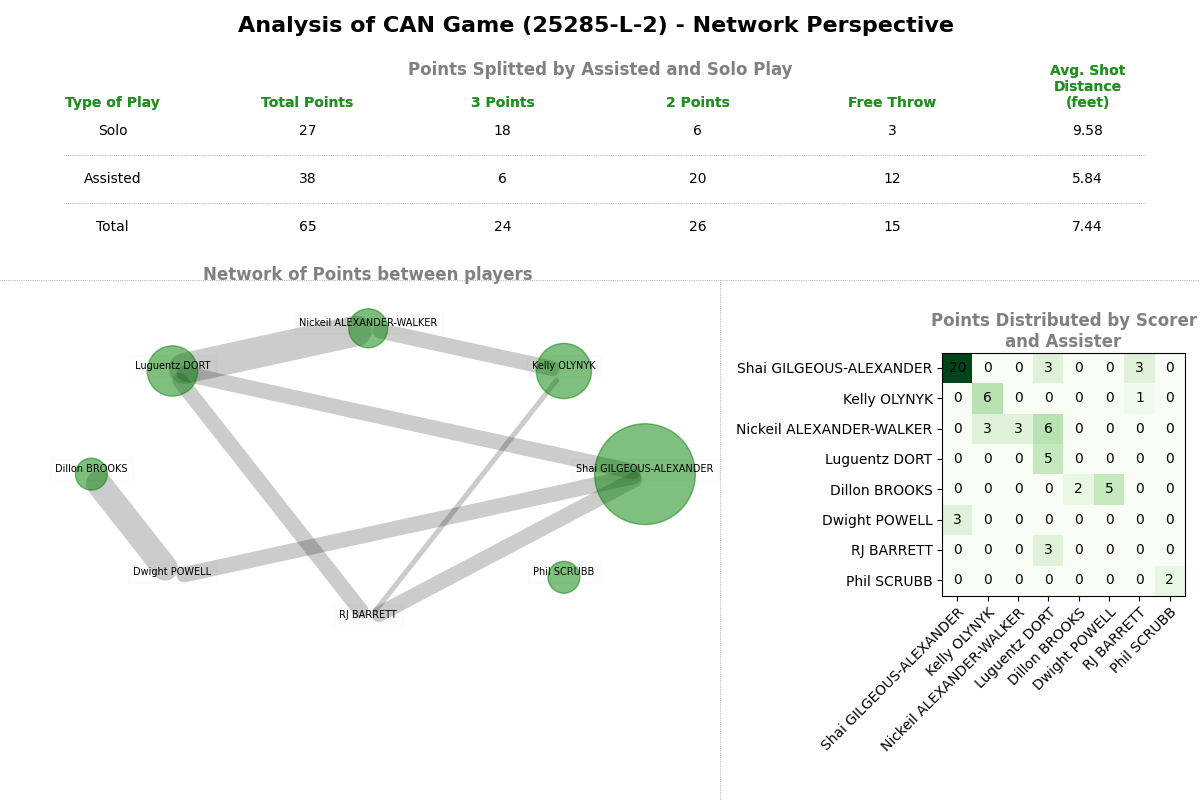 Analysis of CAN Game (25285-L-2) - Network Perspective
Points Splitted by Assisted and Solo Play
Type of Play Total Points 3 Points 2 Points Free Throw Avg. Shot Distance (feet)
Solo 27 18 6 3 9.58
Assisted 38 6 20 12 5.84
Total 65 24 26 15 7.44
Network of Points between players
Nickeil ALEXANDER-WALKER
Luguentz DORT
Kelly OLYNYK
Dillon BROOKS
Shai GILGEOUS-ALEXANDER
Dwight POWELL
Phil SCRUBB
RJ BARRETT
Points Distributed by Scorer
and Assister
Shai GILGEOUS-ALEXANDER 20 0 0 3 0 0 3 0
Kelly OLYNYK 0 6 0 0 0 0 1 0
Nickeil ALEXANDER-WALKER 0 3 3 6 0 0 0 0
Luguentz DORT 0 0 0 5 0 0 0 0
Dillon BROOKS 0 0 0 0 2 5 0 0
Dwight POWELL 3 0 0 0 0 0 0 0
RJ BARRETT 0 0 0 3 0 0 0 0
Phil SCRUBB 0 0 0 0 0 0 0 2
Shai GILGEOUS-ALEXANDER
Kelly OLYNYK
Nickeil ALEXANDER-WALKER
Luguentz DORT
Dillon BROOKS
Dwight POWELL
RJ BARRETT
Phil SCRUBB